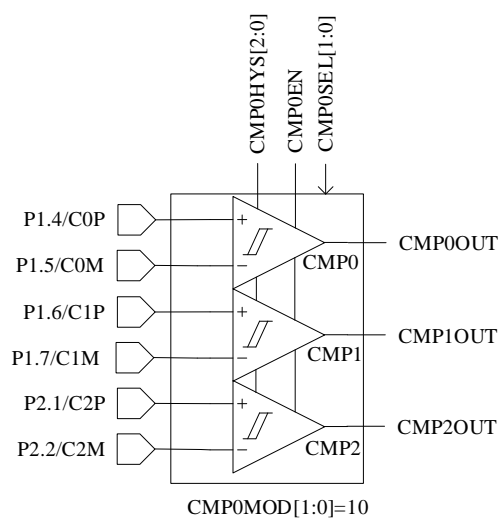 CMP0HYS[2:0]
CMP0EN
CMP0SEL[1:0]
P1.4/C0P
+
CMP0OUT
P1.5/C0M
−
CMP0
P1.6/C1P
+
CMP1OUT
P1.7/C1M
−
CMP1
P2.1/C2P
+
CMP2OUT
P2.2/C2M
−
CMP2
CMP0MOD[1:0]=10